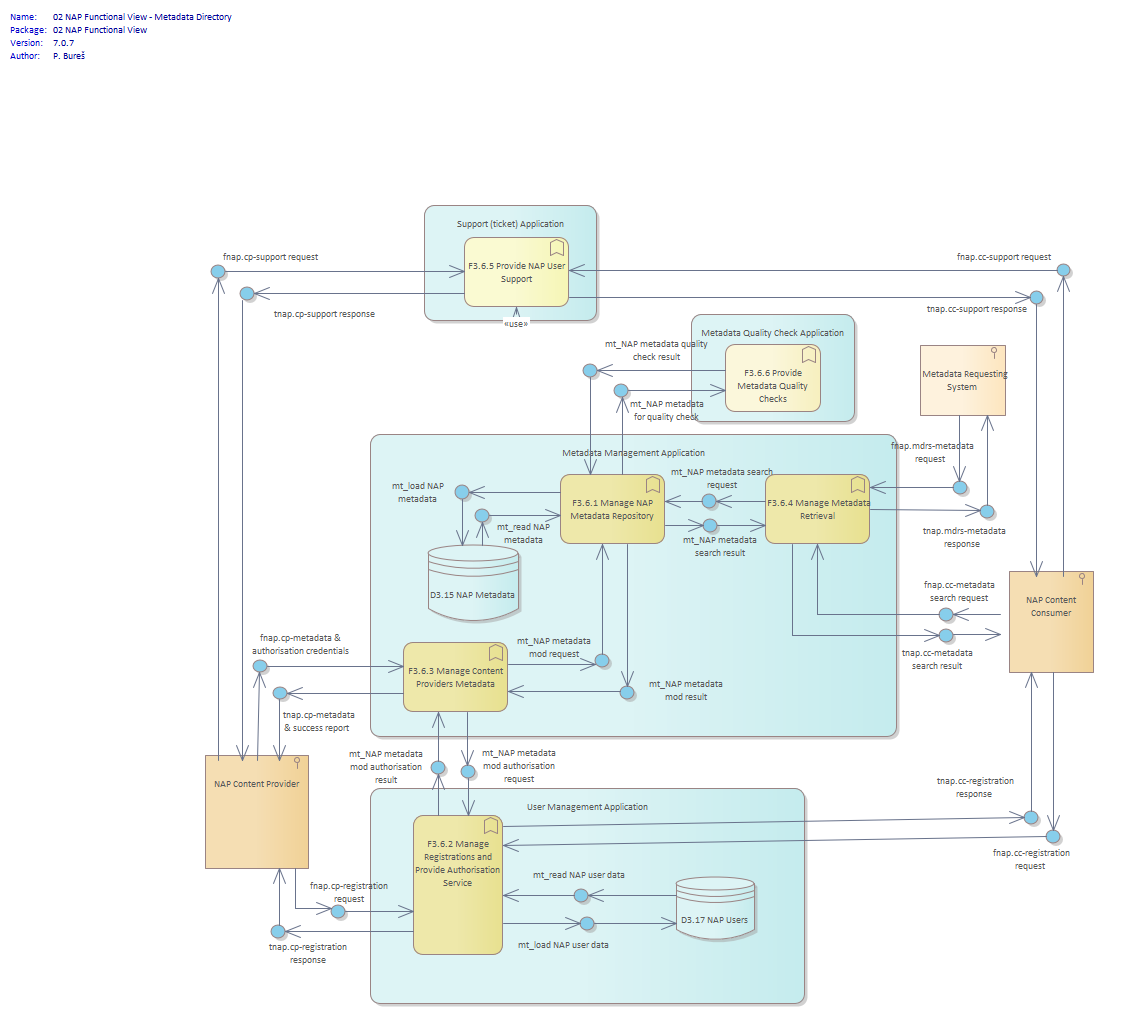 Name: 02 NAP Functional View - Metadata Directory
Package: 02 NAP Functional View
Version: 7.0.7
Author: P. Bureš
Support (ticket) Application
F3.6.5 Provide NAP User
Support
«use»
fnap.cp-support request
tnap.cp-support response
fnap.cc-support request
tnap.cc-support response
Metadata Quality Check Application
F3.6.6 Provide
Metadata Quality
Checks
mt_NAP metadata quality
check result
mt_NAP metadata
for quality check
Metadata Requesting
System
fnap.mdrs-metadata
request
tnap.mdrs-metadata
response
Metadata Management Application
mt_load NAP
metadata
mt_read NAP
metadata
F3.6.1 Manage NAP
Metadata Repository
mt_NAP metadata search
request
mt_NAP metadata
search result
F3.6.4 Manage Metadata
Retrieval
D3.15 NAP Metadata
NAP Content
Consumer
fnap.cc-metadata
search request
tnap.cc-metadata
search result
fnap.cp-metadata &
authorisation credentials
tnap.cp-metadata
& success report
F3.6.3 Manage Content
Providers Metadata
mt_NAP metadata
mod request
mt_NAP metadata
mod result
mt_NAP metadata
mod authorisation
result
mt_NAP metadata
mod authorisation
request
NAP Content Provider
tnap.cc-registration
response
fnap.cc-registration
request
User Management Application
F3.6.2 Manage
Registrations and
Provide Authorisation
Service
mt_read NAP user data
mt_load NAP user data
D3.17 NAP Users
fnap.cp-registration
request
tnap.cp-registration
response